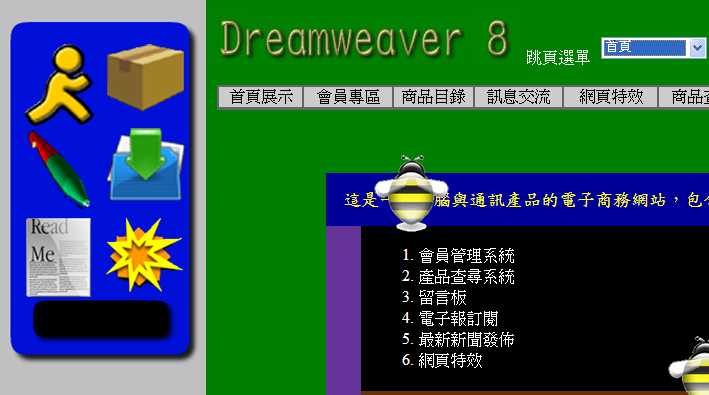 Dreamweaver 8
跳頁選單
首頁
首頁展示 會員專區 商品目錄 訊息交流 網頁特效 商品
這是一 腦與通訊產品的電子商務網站，包
1. 會員管理系統
2. 產品查尋系統
3. 留言板
4. 電子報訂閱
5. 最新新聞發佈
6. 網頁特效
Read
Me